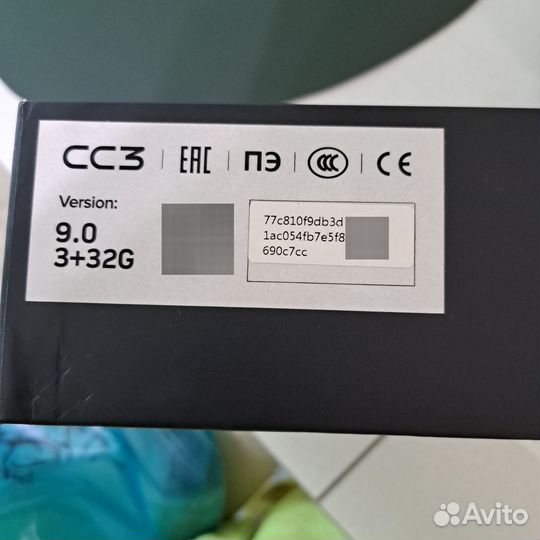 CC3 | EAC | ПЭ | CCC | CE
Version:
9.0
3+32G
77c810f9db3d
1ac054fb7e5f8
690c7cc
Avito